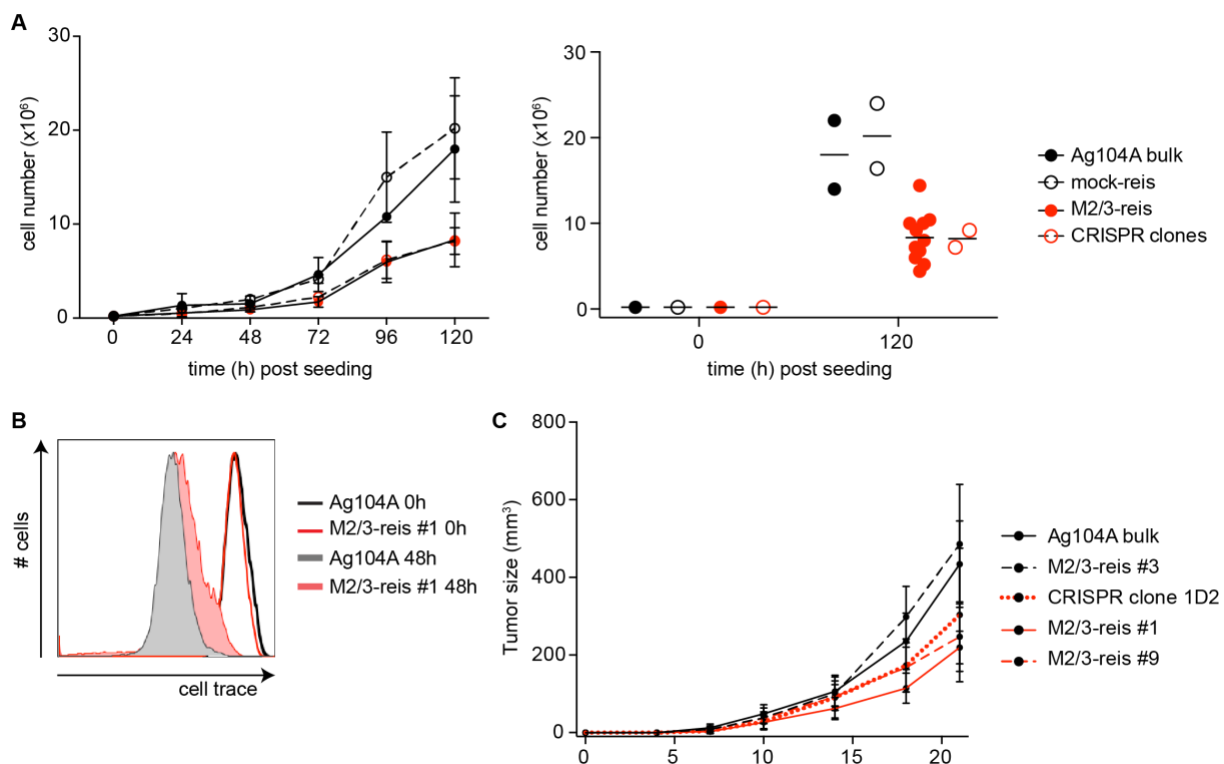 A
30
20
10
0
cell number (x10⁶)
0 24 48 72 96 120
time (h) post seeding
30
20
10
0
cell number (x10⁶)
0 120
time (h) post seeding
Ag104A bulk
mock-reis
M2/3-reis
CRISPR clones
B
# cells
cell trace
Ag104A 0h
M2/3-reis #1 0h
Ag104A 48h
M2/3-reis #1 48h
C
800
600
400
200
0
Tumor size (mm³)
0 5 10 15 20
Ag104A bulk
M2/3-reis #3
CRISPR clone 1D2
M2/3-reis #1
M2/3-reis #9